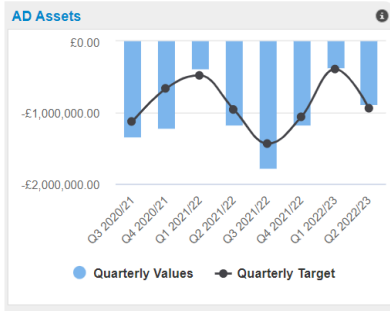 AD Assets
£0.00
-£1,000,000.00
-£2,000,000.00
Q3 2020/21
Q4 2020/21
Q1 2021/22
Q2 2021/22
Q3 2021/22
Q4 2021/22
Q1 2022/23
Q2 2022/23
Quarterly Values Quarterly Target